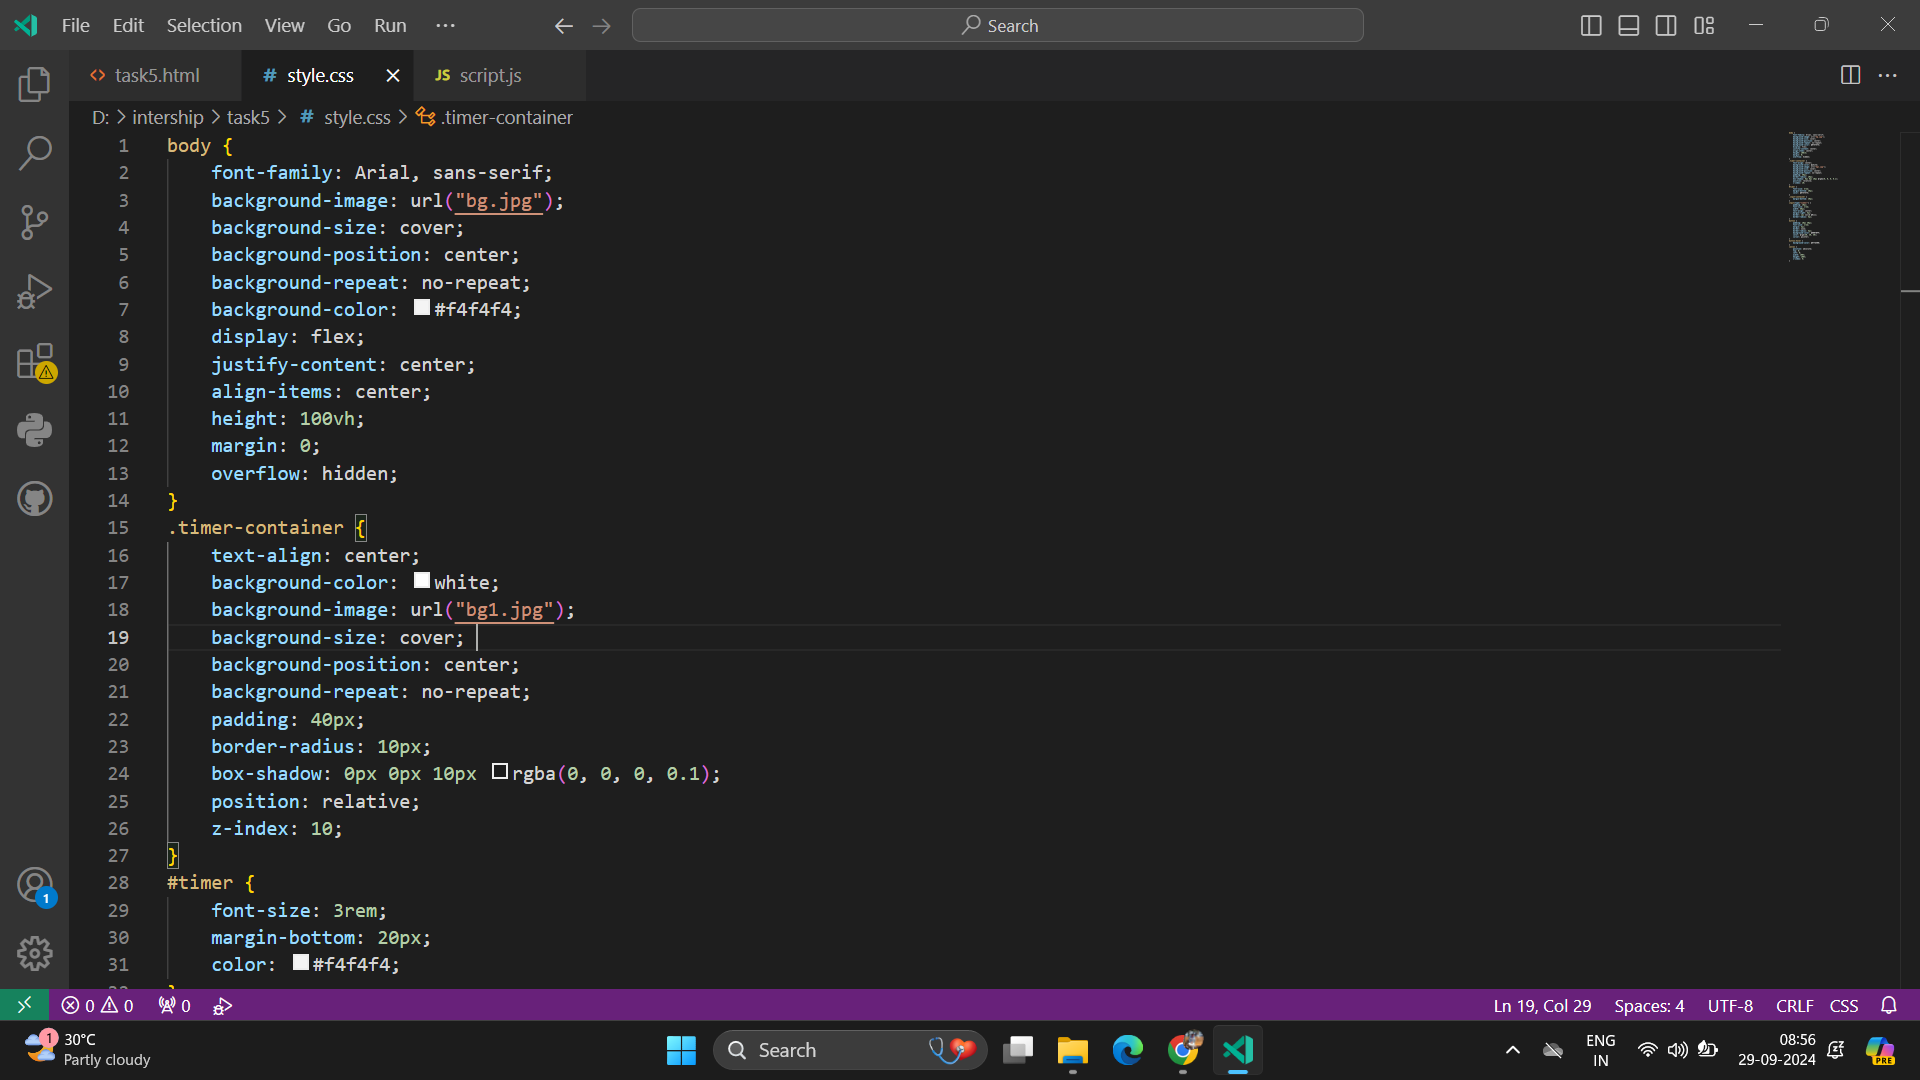 File Edit Selection View Go Run ··· Search
task5.html # style.css JS script.js
D: > intership > task5 > # style.css > .timer-container
1 body {
2 font-family: Arial, sans-serif;
3 background-image: url("bg.jpg");
4 background-size: cover;
5 background-position: center;
6 background-repeat: no-repeat;
7 background-color: #f4f4f4;
8 display: flex;
9 justify-content: center;
10 align-items: center;
11 height: 100vh;
12 margin: 0;
13 overflow: hidden;
14 }
15 .timer-container {
16 text-align: center;
17 background-color: white;
18 background-image: url("bg1.jpg");
19 background-size: cover;
20 background-position: center;
21 background-repeat: no-repeat;
22 padding: 40px;
23 border-radius: 10px;
24 box-shadow: 0px 0px 10px rgba(0, 0, 0, 0.1);
25 position: relative;
26 z-index: 10;
27 }
28 #timer {
29 font-size: 3rem;
30 margin-bottom: 20px;
31 color: #f4f4f4;
1
0 0 0 Ln 19, Col 29 Spaces: 4 UTF-8 CRLF CSS
1 30°C
Partly cloudy
Search
ENG
IN
08:56
29-09-2024
PRE